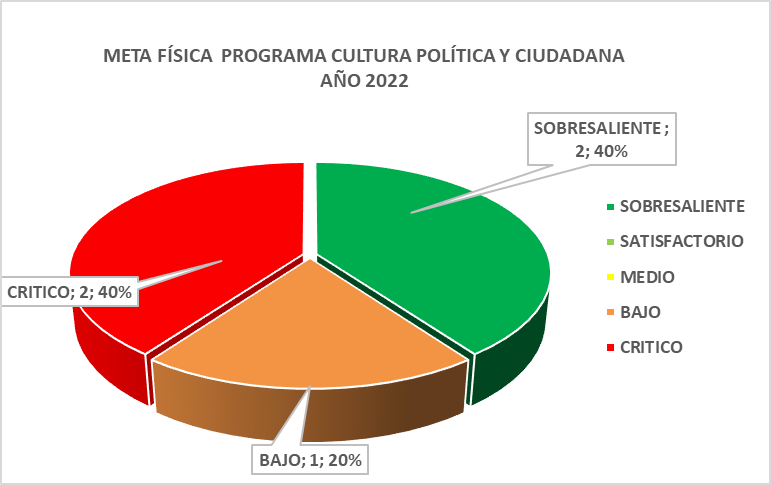 META FÍSICA  PROGRAMA CULTURA POLÍTICA Y CIUDADANA
AÑO 2022
SOBRESALIENTE ;
2; 40%
CRITICO; 2; 40%
BAJO; 1; 20%
SOBRESALIENTE
SATISFACTORIO
MEDIO
BAJO
CRITICO